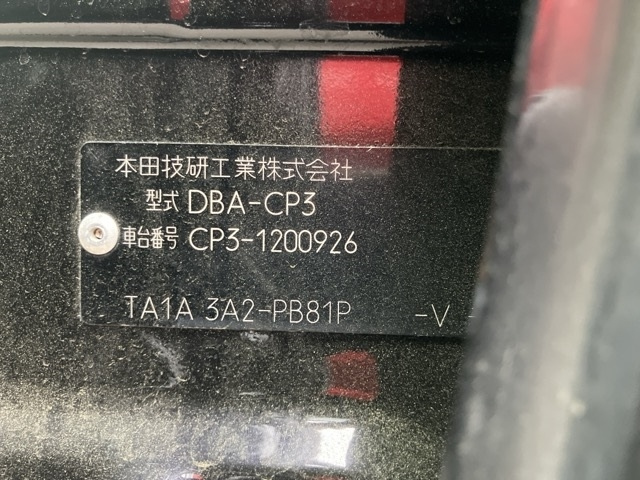 本田技研工業株式会社
型式 DBA-CP3
車台番号 CP3-1200926
TA1A 3A2-PB81P -V